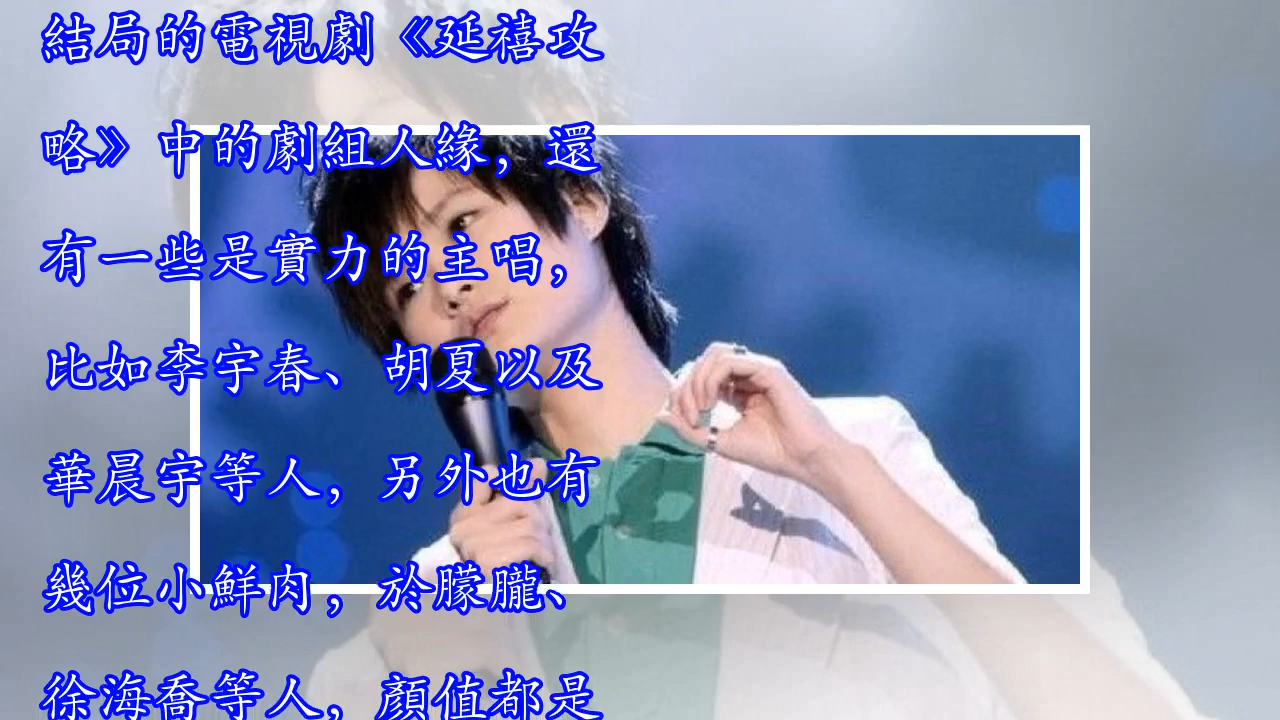 結局的電視劇《延禧攻
略》中的劇組人緣，還
有一些是實力的主唱，
比如李宇春、胡夏以及
華晨宇等人，另外也有
幾位小鮮肉，於朦朧、
徐海喬等人，顏值都是